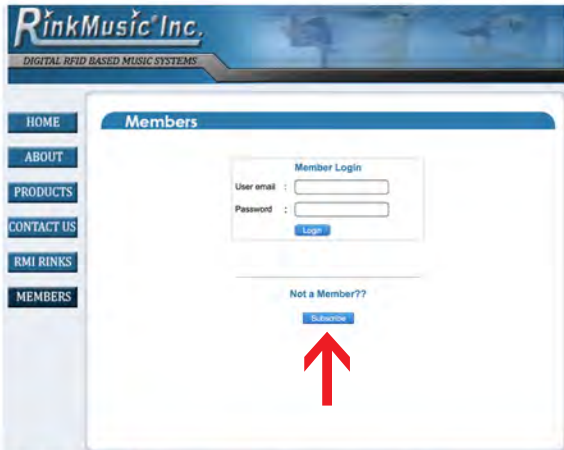 RinkMusic® Inc.
DIGITAL RFID BASED MUSIC SYSTEMS
HOME
ABOUT
PRODUCTS
CONTACT US
RMI RINKS
MEMBERS
Members
Member Login
User email :
Password :
Login
Not a Member??
Subscribe